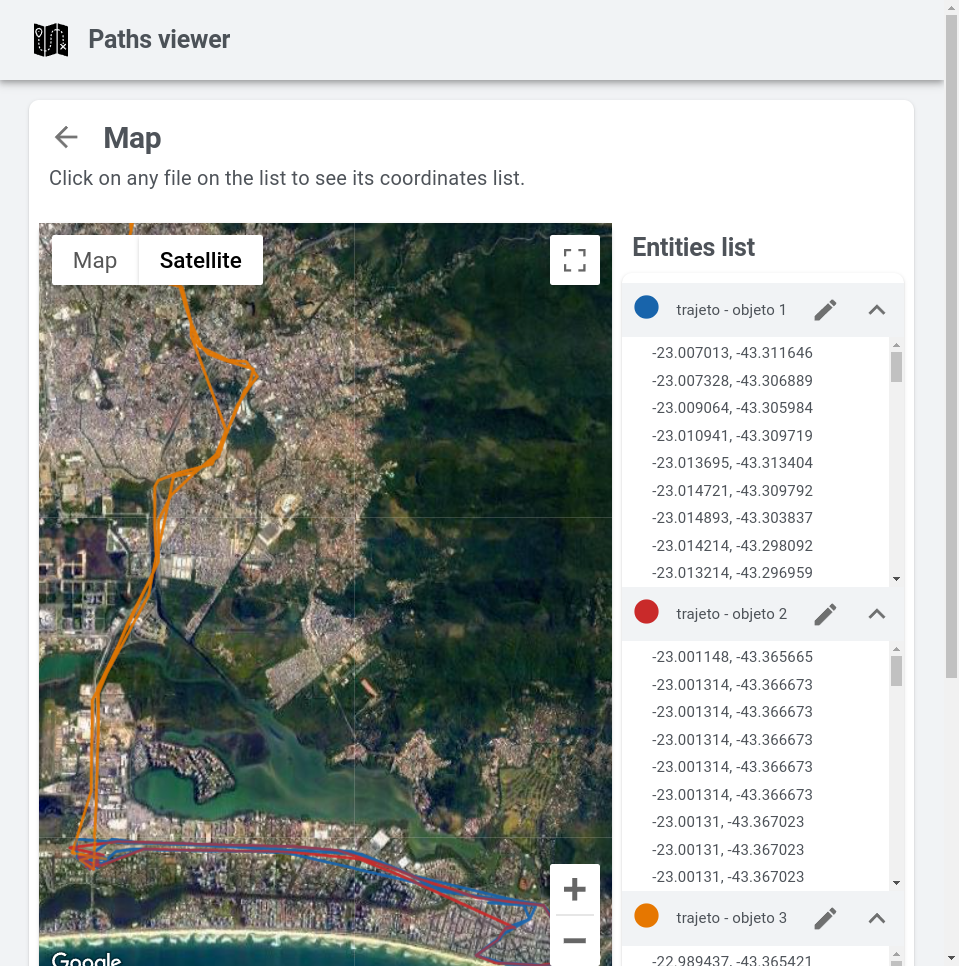 Paths viewer
Map
Click on any file on the list to see its coordinates list.
Map
Satellite
Google
Entities list
trajeto - objeto 1
-23.007013, -43.311646
-23.007328, -43.306889
-23.009064, -43.305984
-23.010941, -43.309719
-23.013695, -43.313404
-23.014721, -43.309792
-23.014893, -43.303837
-23.014214, -43.298092
-23.013214, -43.296959
trajeto - objeto 2
-23.001148, -43.365665
-23.001314, -43.366673
-23.001314, -43.366673
-23.001314, -43.366673
-23.001314, -43.366673
-23.001314, -43.366673
-23.00131, -43.367023
-23.00131, -43.367023
-23.00131, -43.367023
trajeto - objeto 3
-22.989437, -43.365421